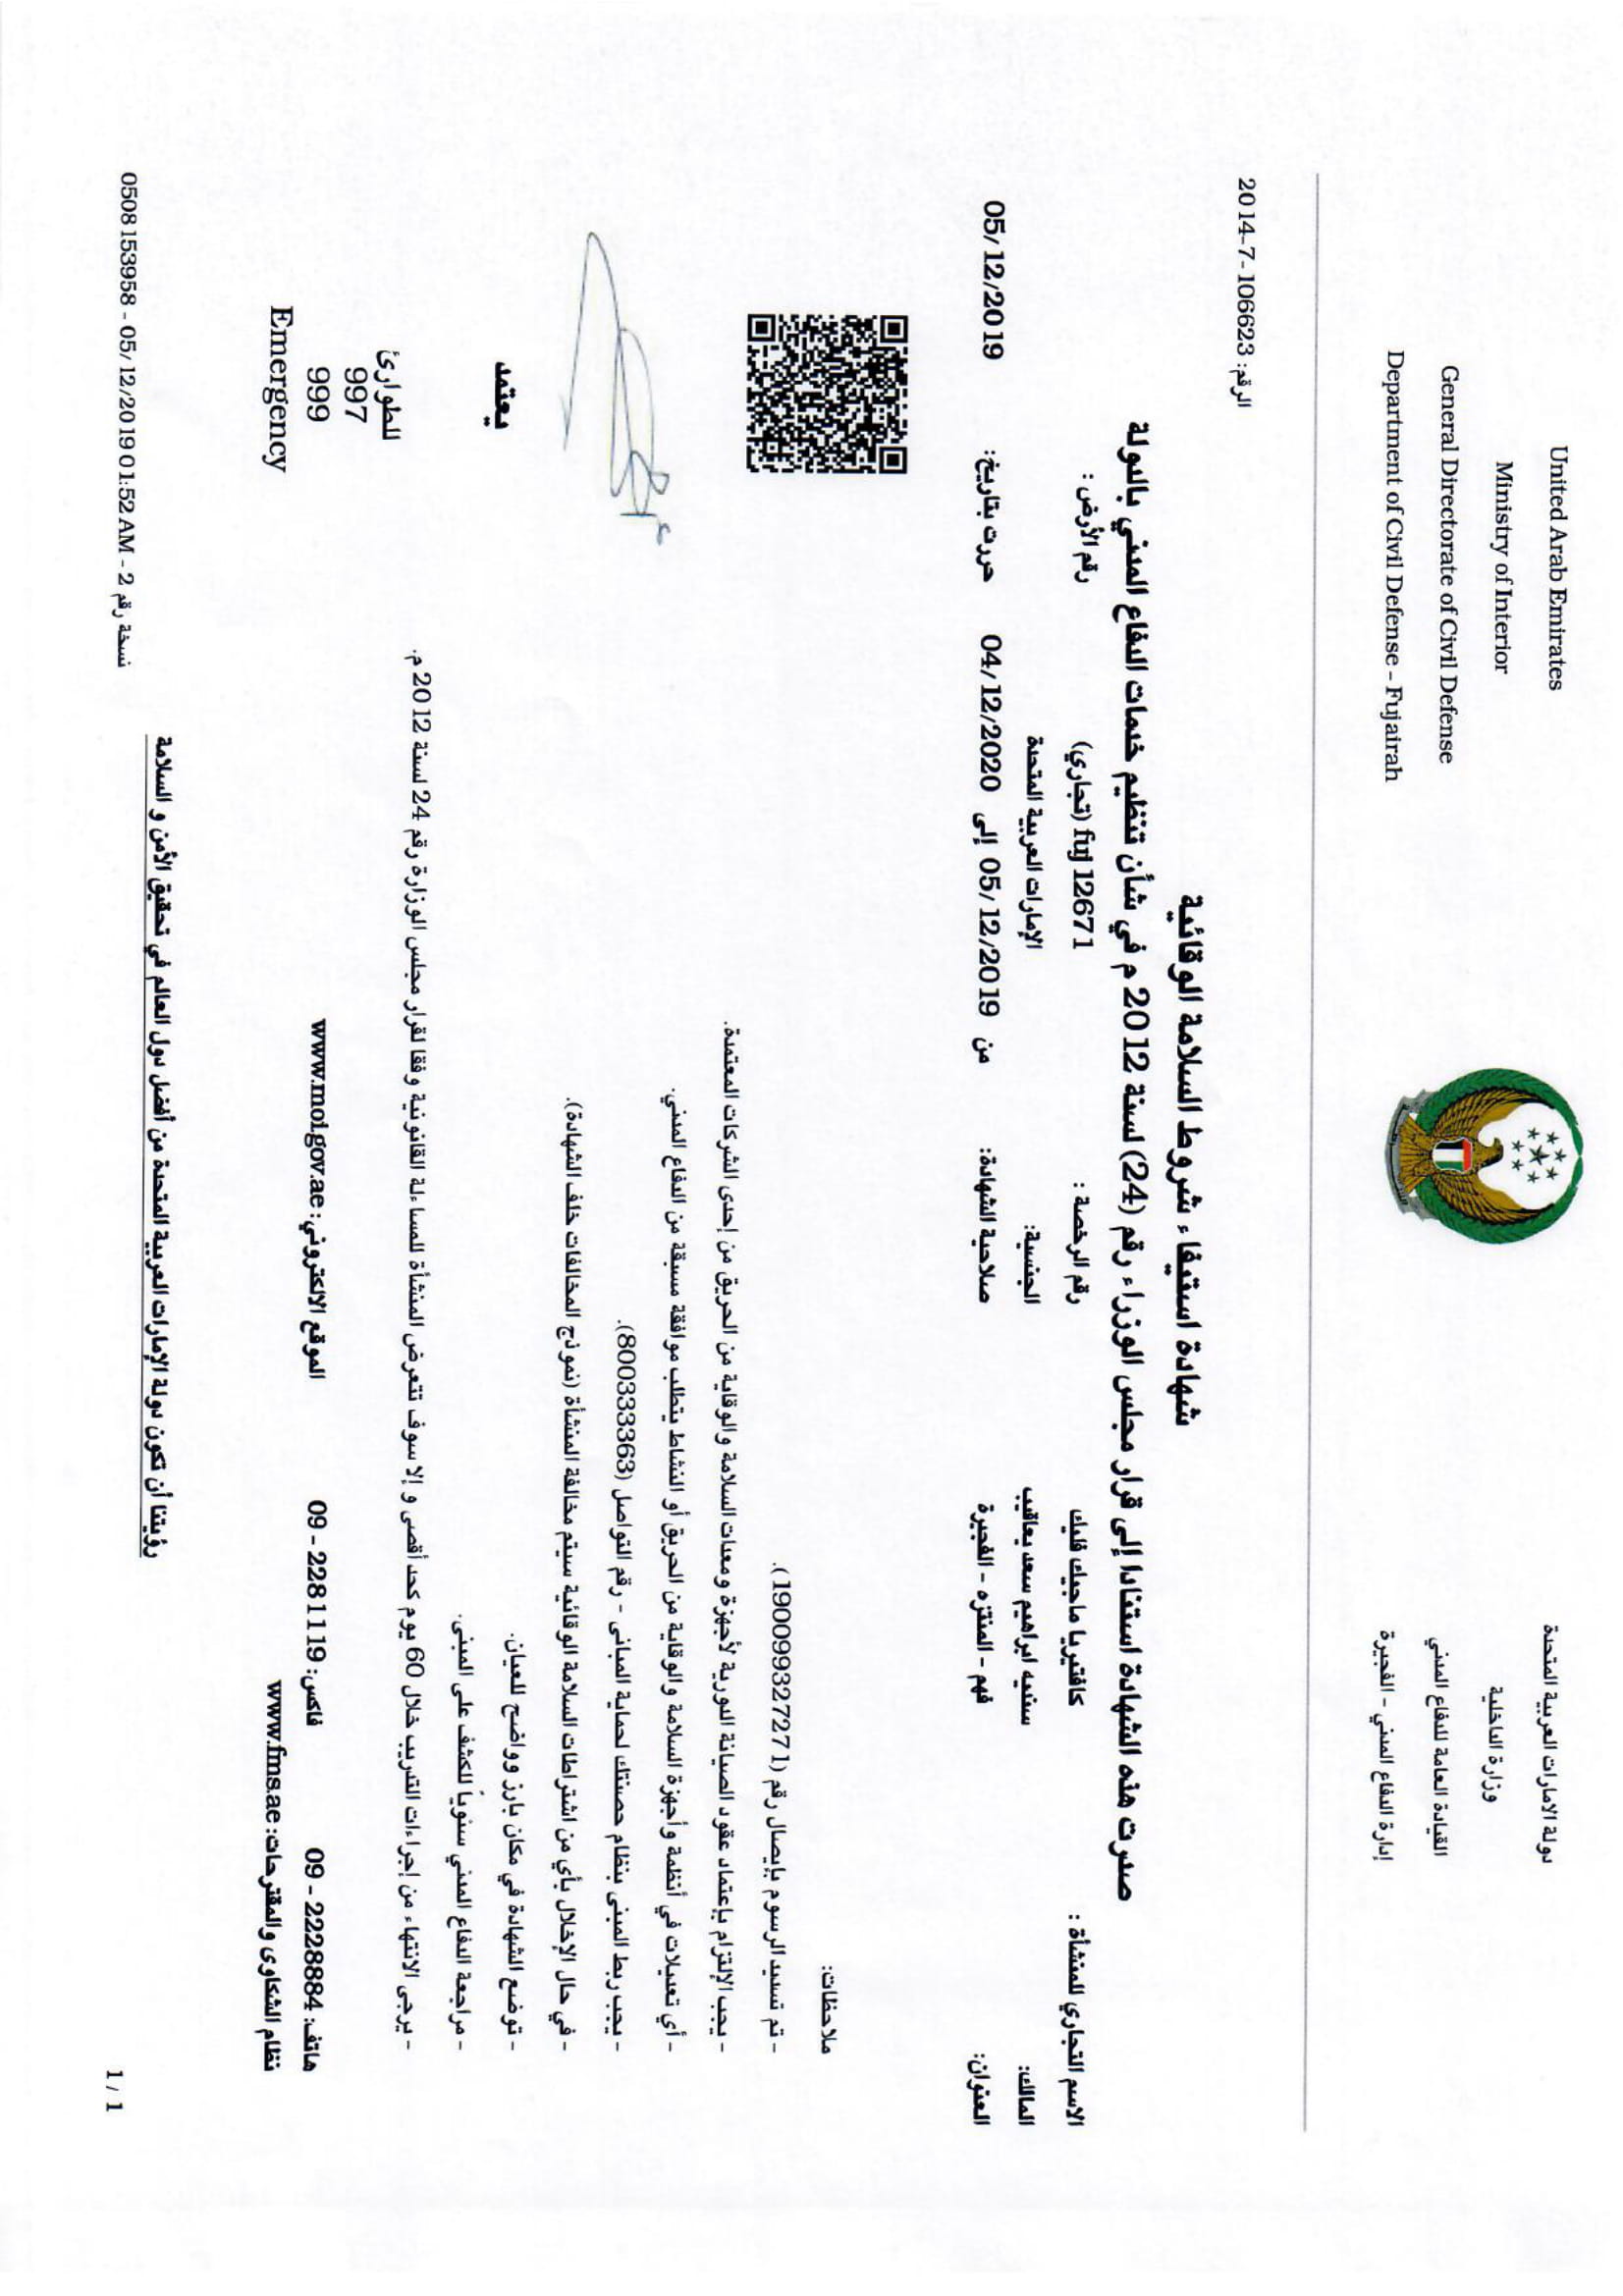 United Arab Emirates
Ministry of Interior
General Directorate of Civil Defense
Department of Civil Defense - Fujairah
دولة الامارات العربية المتحدة
وزارة الداخلية
القيادة العامة للدفاع المدني
إدارة الدفاع المدني - الفجيرة
الرقم: 2014-7-106623
شهادة استيفاء شروط السلامة الوقائية
صدرت هذه الشهادة استنادا إلى قرار مجلس الوزراء رقم (24) لسنة 2012 م في شأن تنظيم خدمات الدفاع المدني بالدولة
الاسم التجاري للمنشأة : كافتيريا ماجيك فليك رقم الرخصة : fuj 12671 (تجاري) رقم الأرض :
المالك: سنديه ابراهيم سعد يعاقيب الجنسية: الإمارات العربية المتحدة
العنوان: فهم - المنتزه - الفجيرة صلاحية الشهادة: من 05/12/2019 إلى 04/12/2020 حررت بتاريخ: 05/12/2019
ملاحظات:
- تم تسديد الرسوم بإيصال رقم (19009932727١).
- يجب الإلتزام بإعتماد عقود الصيانة الدورية لأجهزة ومعدات السلامة والوقاية من الحريق من إحدى الشركات المعتمدة.
- أي تعديلات في أنظمة وأجهزة السلامة والوقاية من الحريق أو النشاط يتطلب موافقة مسبقة من الدفاع المدني.
- يجب ربط المبنى بنظام حصنتك لحماية المباني - رقم التواصل (800333363).
- في حال الإخلال بأي من اشتراطات السلامة الوقائية سيتم مخالفة المنشأة (نموذج المخالفات خلف الشهادة).
- توضع الشهادة في مكان بارز وواضح للعيان.
- مراجعة الدفاع المدني سنوياً للكشف على المبنى.
- يرجى الانتهاء من إجراءات التدريب خلال 60 يوم كحد أقصى و إلا سوف تتعرض المنشأة للمساءلة القانونية وفقا لقرار مجلس الوزارة رقم 24 لسنة 2012 م.
يعتمد
للطوارئ
997
999
Emergency
هاتف: 2228884 - 09 فاكس: 2281119 - 09 الموقع الالكتروني: www.moi.gov.ae
نظام الشكاوى والمقترحات: www.fms.ae
رؤيتنا أن تكون دولة الإمارات العربية المتحدة من أفضل دول العالم في تحقيق الأمن و السلامة
0508153958 - 05/12/2019 01:52 AM - نسخة رقم 2
1 / 1